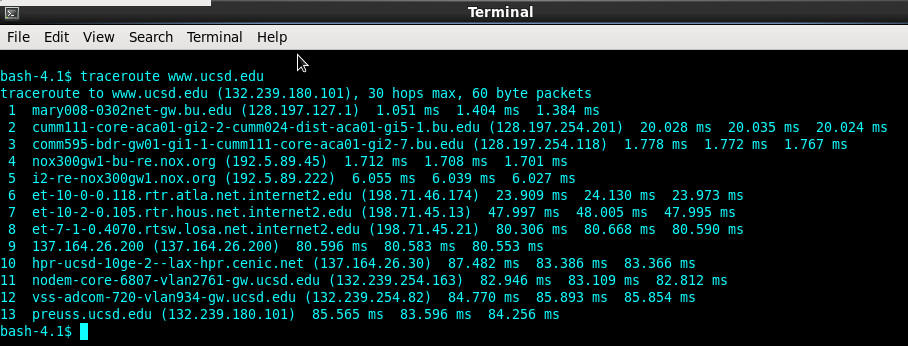 Terminal
File Edit View Search Terminal Help
bash-4.1$ traceroute www.ucsd.edu
traceroute to www.ucsd.edu (132.239.180.101), 30 hops max, 60 byte packets
1 mary008-0302net-gw.bu.edu (128.197.127.1) 1.051 ms 1.404 ms 1.384 ms
2 cumm111-core-aca01-gi2-2-cumm024-dist-aca01-gi5-1.bu.edu (128.197.254.201) 20.028 ms 20.035 ms 20.024 ms
3 comm595-bdr-gw01-gi1-1-cumm111-core-aca01-gi2-7.bu.edu (128.197.254.118) 1.778 ms 1.772 ms 1.767 ms
4 nox300gw1-bu-re.nox.org (192.5.89.45) 1.712 ms 1.708 ms 1.701 ms
5 i2-re-nox300gw1.nox.org (192.5.89.222) 6.055 ms 6.039 ms 6.027 ms
6 et-10-0-0.118.rtr.atla.net.internet2.edu (198.71.46.174) 23.909 ms 24.130 ms 23.973 ms
7 et-10-2-0.105.rtr.hous.net.internet2.edu (198.71.45.13) 47.997 ms 48.005 ms 47.995 ms
8 et-7-1-0.4070.rtsw.losa.net.internet2.edu (198.71.45.21) 80.306 ms 80.668 ms 80.590 ms
9 137.164.26.200 (137.164.26.200) 80.596 ms 80.583 ms 80.553 ms
10 hpr-ucsd-10ge-2--lax-hpr.cenic.net (137.164.26.30) 87.482 ms 83.386 ms 83.366 ms
11 nodem-core-6807-vlan2761-gw.ucsd.edu (132.239.254.163) 82.946 ms 83.109 ms 82.812 ms
12 vss-adcom-720-vlan934-gw.ucsd.edu (132.239.254.82) 84.770 ms 85.893 ms 85.854 ms
13 preuss.ucsd.edu (132.239.180.101) 85.565 ms 83.596 ms 84.256 ms
bash-4.1$